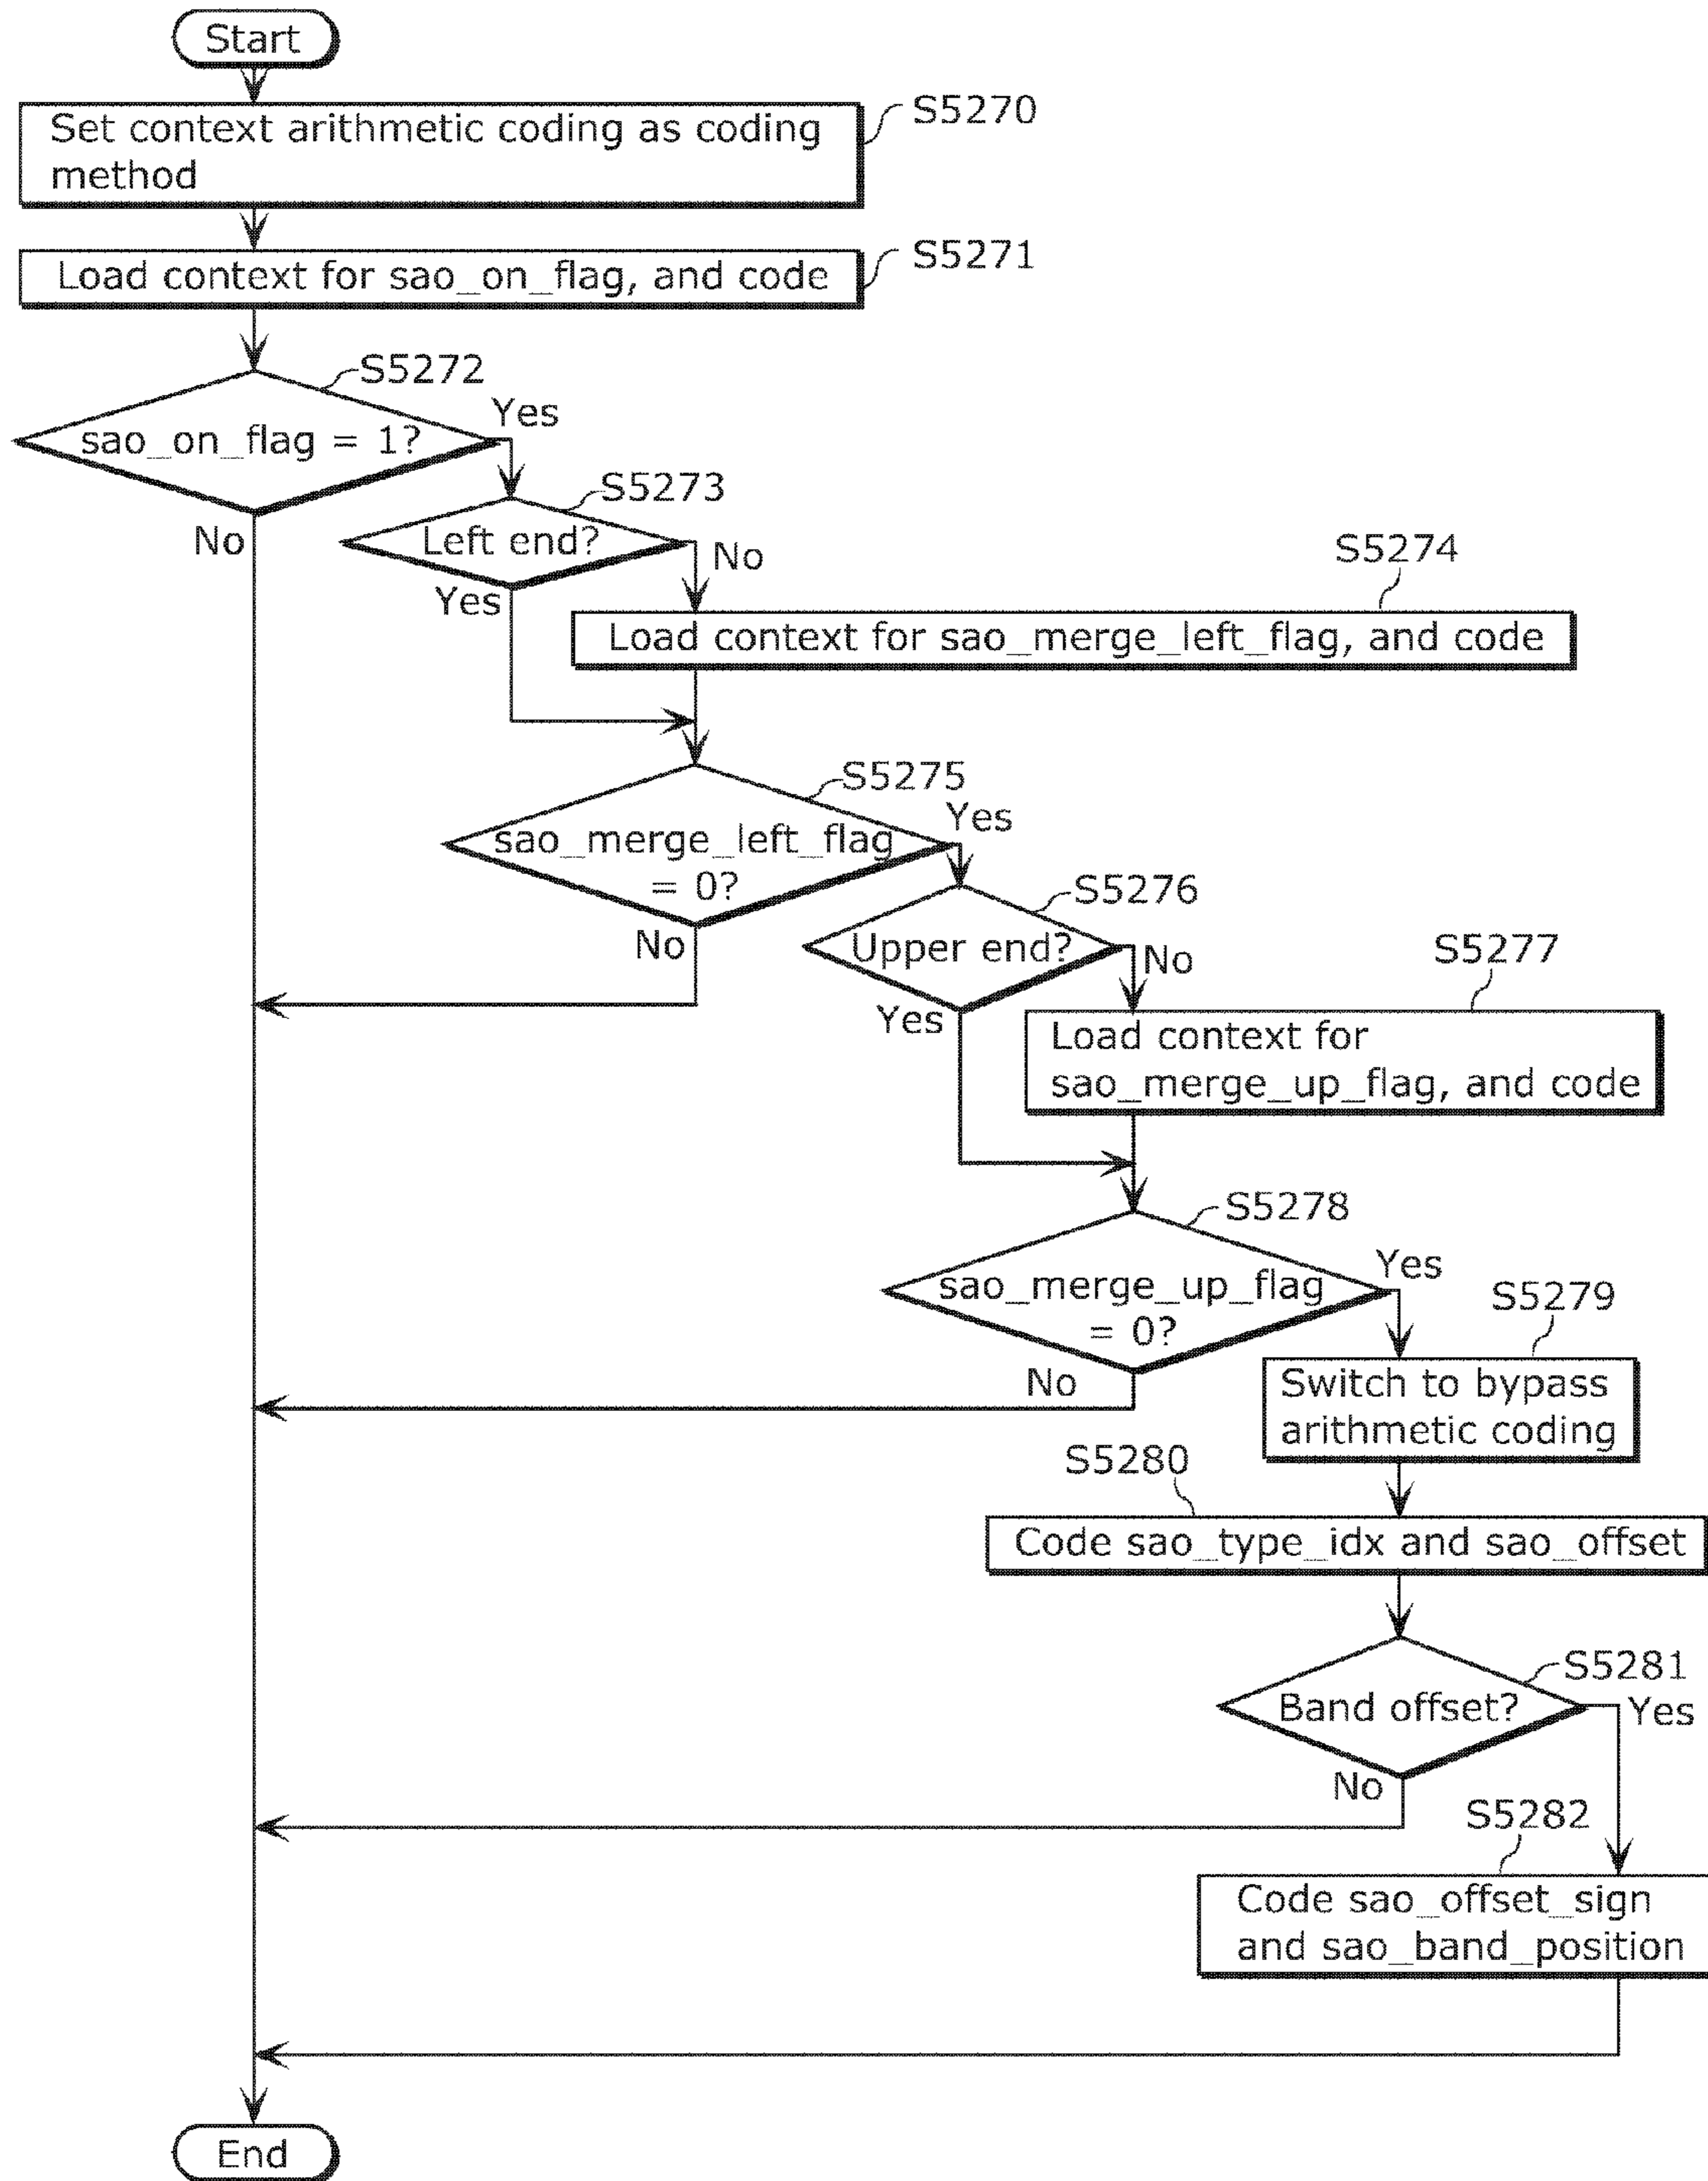 Start
S5270
Set context arithmetic coding as coding
method
S5271
Load context for sao_on_flag, and code
S5272
sao_on_flag = 1?
Yes
No
S5273
Left end?
No
Yes
S5274
Load context for sao_merge_left_flag, and code
S5275
sao_merge_left_flag
= 0?
Yes
No
S5276
Upper end?
No
Yes
S5277
Load context for
sao_merge_up_flag, and code
S5278
sao_merge_up_flag
= 0?
Yes
No
S5279
Switch to bypass
arithmetic coding
S5280
Code sao_type_idx and sao_offset
S5281
Band offset?
Yes
No
S5282
Code sao_offset_sign
and sao_band_position
End